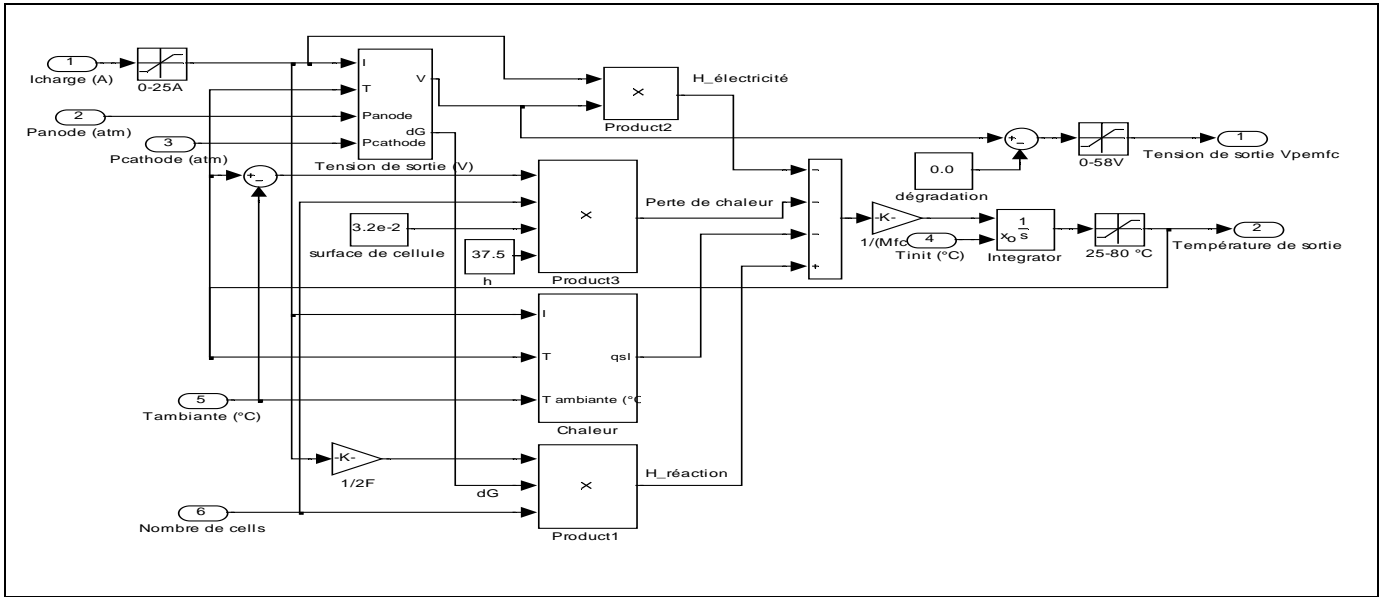 1
Icharge (A)
0-25A
2
Panode (atm)
3
Pcathode (atm)
I
T
Panode
Pcathode
V
dG
Tension de sortie (V)
×
Product2
H_électricité
+
−
0.0
dégradation
0-58V
1
Tension de sortie Vpemfc
+
−
3.2e-2
surface de cellule
37.5
h
×
Product3
Perte de chaleur
−
−
−
+
-K-
1/(Mfc
4
Tinit (°C)
1
s
xo
Integrator
25-80 °C
2
Température de sortie
I
T
T ambiante (°C
qsl
Chaleur
5
Tambiante (°C)
-K-
1/2F
dG
×
Product1
H_réaction
6
Nombre de cells